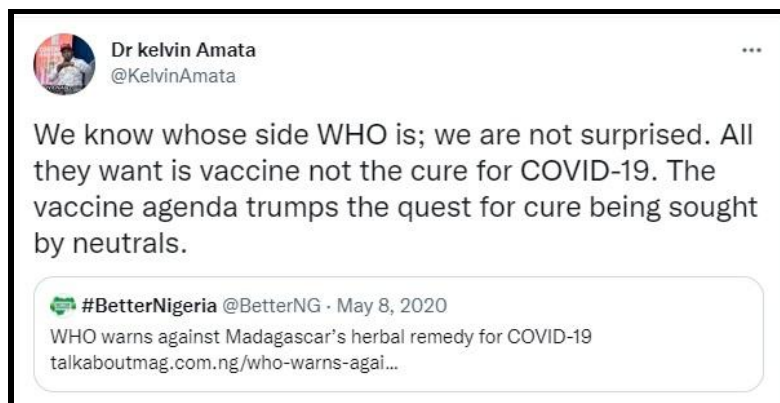 Dr kelvin Amata
@KelvinAmata
We know whose side WHO is; we are not surprised. All
they want is vaccine not the cure for COVID-19. The
vaccine agenda trumps the quest for cure being sought
by neutrals.
#BetterNigeria @BetterNG · May 8, 2020
WHO warns against Madagascar's herbal remedy for COVID-19
talkaboutmag.com.ng/who-warns-agai...